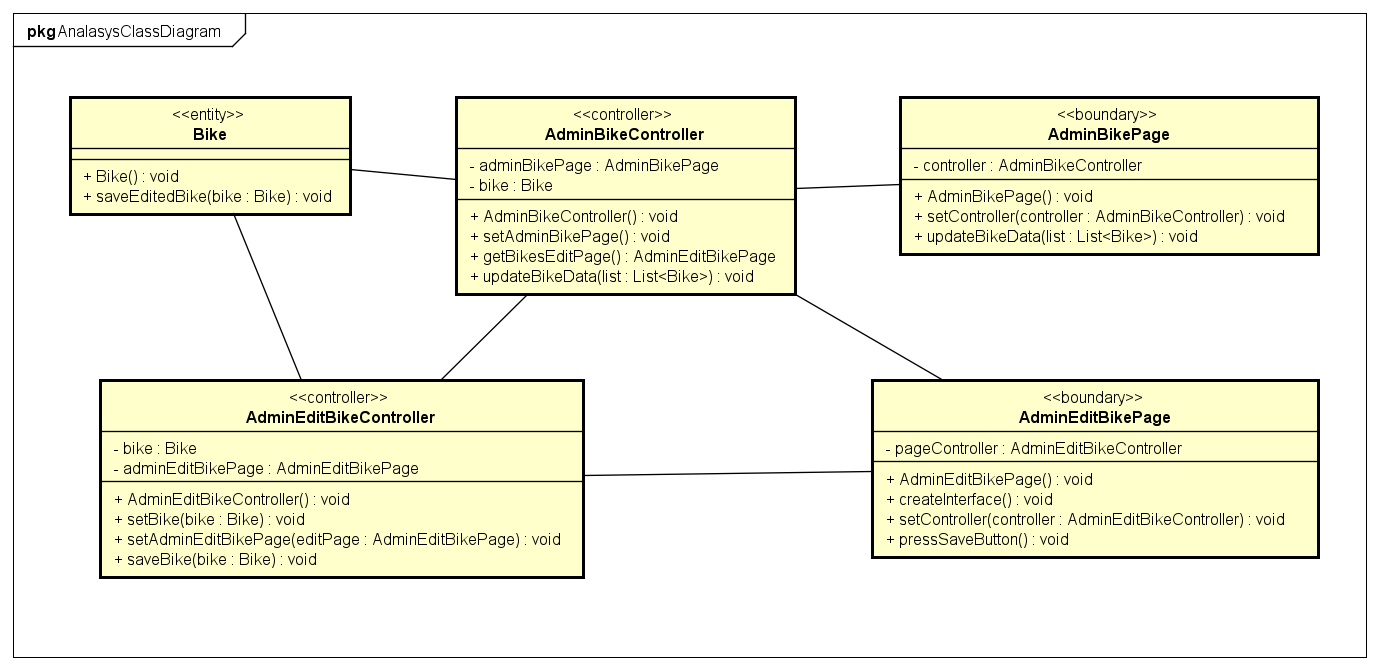 pkg AnalasysClassDiagram
<<entity>>
Bike
+ Bike() : void
+ saveEditedBike(bike : Bike) : void
<<controller>>
AdminBikeController
- adminBikePage : AdminBikePage
- bike : Bike
+ AdminBikeController() : void
+ setAdminBikePage() : void
+ getBikesEditPage() : AdminEditBikePage
+ updateBikeData(list : List<Bike>) : void
<<boundary>>
AdminBikePage
- controller : AdminBikeController
+ AdminBikePage() : void
+ setController(controller : AdminBikeController) : void
+ updateBikeData(list : List<Bike>) : void
<<controller>>
AdminEditBikeController
- bike : Bike
- adminEditBikePage : AdminEditBikePage
+ AdminEditBikeController() : void
+ setBike(bike : Bike) : void
+ setAdminEditBikePage(editPage : AdminEditBikePage) : void
+ saveBike(bike : Bike) : void
<<boundary>>
AdminEditBikePage
- pageController : AdminEditBikeController
+ AdminEditBikePage() : void
+ createInterface() : void
+ setController(controller : AdminEditBikeController) : void
+ pressSaveButton() : void